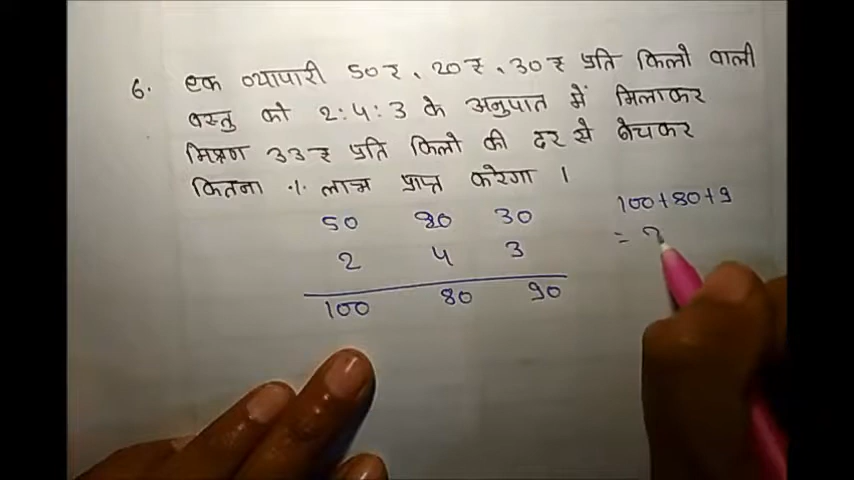 6. एक व्यापारी 50₹, 20₹, 30₹ प्रति किलो वाली
वस्तु को 2:4:3 के अनुपात में मिलाकर
मिश्रण 33₹ प्रति किलो की दर से बेचकर
कितना % लाभ प्राप्त करेगा ।
50 20 30
2 4 3
100 80 90
100+80+9
=